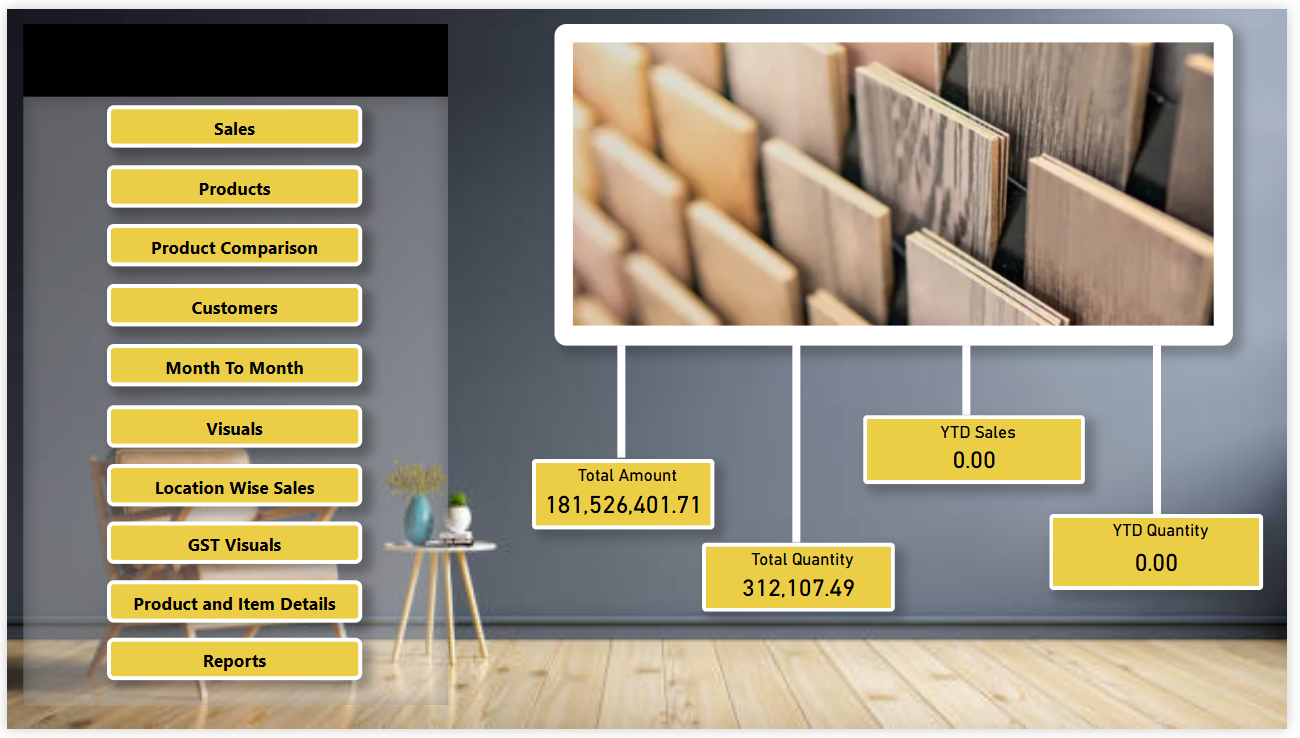 Sales
Products
Product Comparison
Customers
Month To Month
Visuals
Location Wise Sales
GST Visuals
Product and Item Details
Reports
Total Amount
181,526,401.71
Total Quantity
312,107.49
YTD Sales
0.00
YTD Quantity
0.00